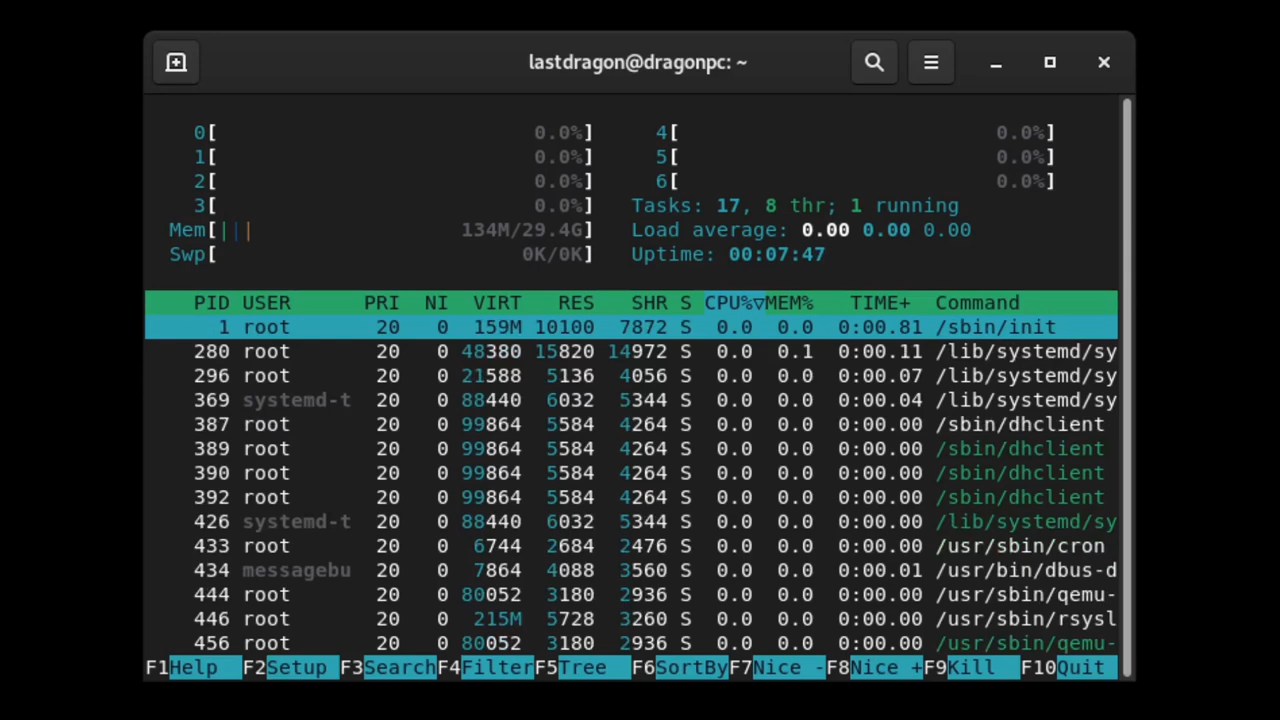 lastdragon@dragonpc: ~
0[ 0.0%] 4[ 0.0%]
1[ 0.0%] 5[ 0.0%]
2[ 0.0%] 6[ 0.0%]
3[ 0.0%] Tasks: 17, 8 thr; 1 running
Mem[||| 134M/29.4G] Load average: 0.00 0.00 0.00
Swp[ 0K/0K] Uptime: 00:07:47
PID USER PRI NI VIRT RES SHR S CPU%▽MEM% TIME+ Command
1 root 20 0 159M 10100 7872 S 0.0 0.0 0:00.81 /sbin/init
280 root 20 0 48380 15820 14972 S 0.0 0.1 0:00.11 /lib/systemd/sy
296 root 20 0 21588 5136 4056 S 0.0 0.0 0:00.07 /lib/systemd/sy
369 systemd-t 20 0 88440 6032 5344 S 0.0 0.0 0:00.04 /lib/systemd/sy
387 root 20 0 99864 5584 4264 S 0.0 0.0 0:00.00 /sbin/dhclient
389 root 20 0 99864 5584 4264 S 0.0 0.0 0:00.00 /sbin/dhclient
390 root 20 0 99864 5584 4264 S 0.0 0.0 0:00.00 /sbin/dhclient
392 root 20 0 99864 5584 4264 S 0.0 0.0 0:00.00 /sbin/dhclient
426 systemd-t 20 0 88440 6032 5344 S 0.0 0.0 0:00.00 /lib/systemd/sy
433 root 20 0 6744 2684 2476 S 0.0 0.0 0:00.00 /usr/sbin/cron
434 messagebu 20 0 7864 4088 3560 S 0.0 0.0 0:00.01 /usr/bin/dbus-d
444 root 20 0 80052 3180 2936 S 0.0 0.0 0:00.00 /usr/sbin/qemu-
446 root 20 0 215M 5728 3260 S 0.0 0.0 0:00.00 /usr/sbin/rsysl
456 root 20 0 80052 3180 2936 S 0.0 0.0 0:00.00 /usr/sbin/qemu-
F1Help F2Setup F3SearchF4FilterF5Tree F6SortByF7Nice -F8Nice +F9Kill F10Quit